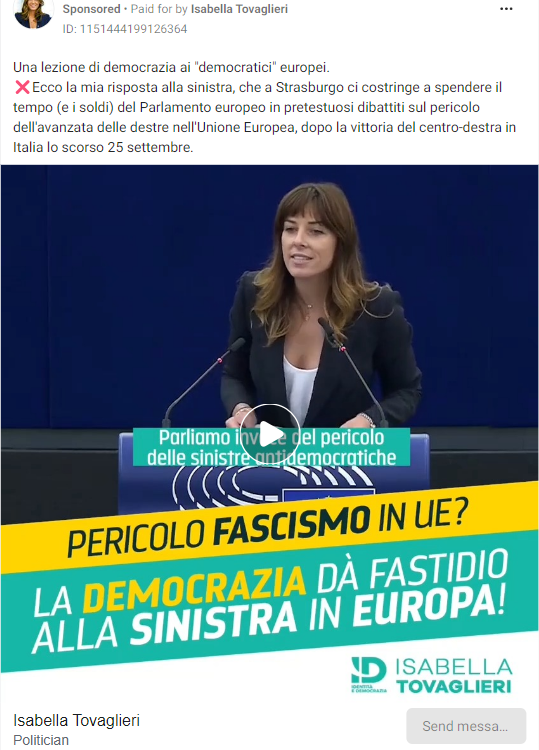 Sponsored • Paid for by Isabella Tovaglieri
ID: 1151444199126364
Una lezione di democrazia ai "democratici" europei.
❌Ecco la mia risposta alla sinistra, che a Strasburgo ci costringe a spendere il
tempo (e i soldi) del Parlamento europeo in pretestuosi dibattiti sul pericolo
dell'avanzata delle destre nell'Unione Europea, dopo la vittoria del centro-destra in
Italia lo scorso 25 settembre.
Parliamo del pericolo
delle sinistre antidemocratiche
PERICOLO FASCISMO IN UE?
LA DEMOCRAZIA DÀ FASTIDIO
ALLA SINISTRA IN EUROPA!
ID ISABELLA
IDENTITÀ E DEMOCRAZIA TOVAGLIERI
Isabella Tovaglieri
Politician
Send messa...